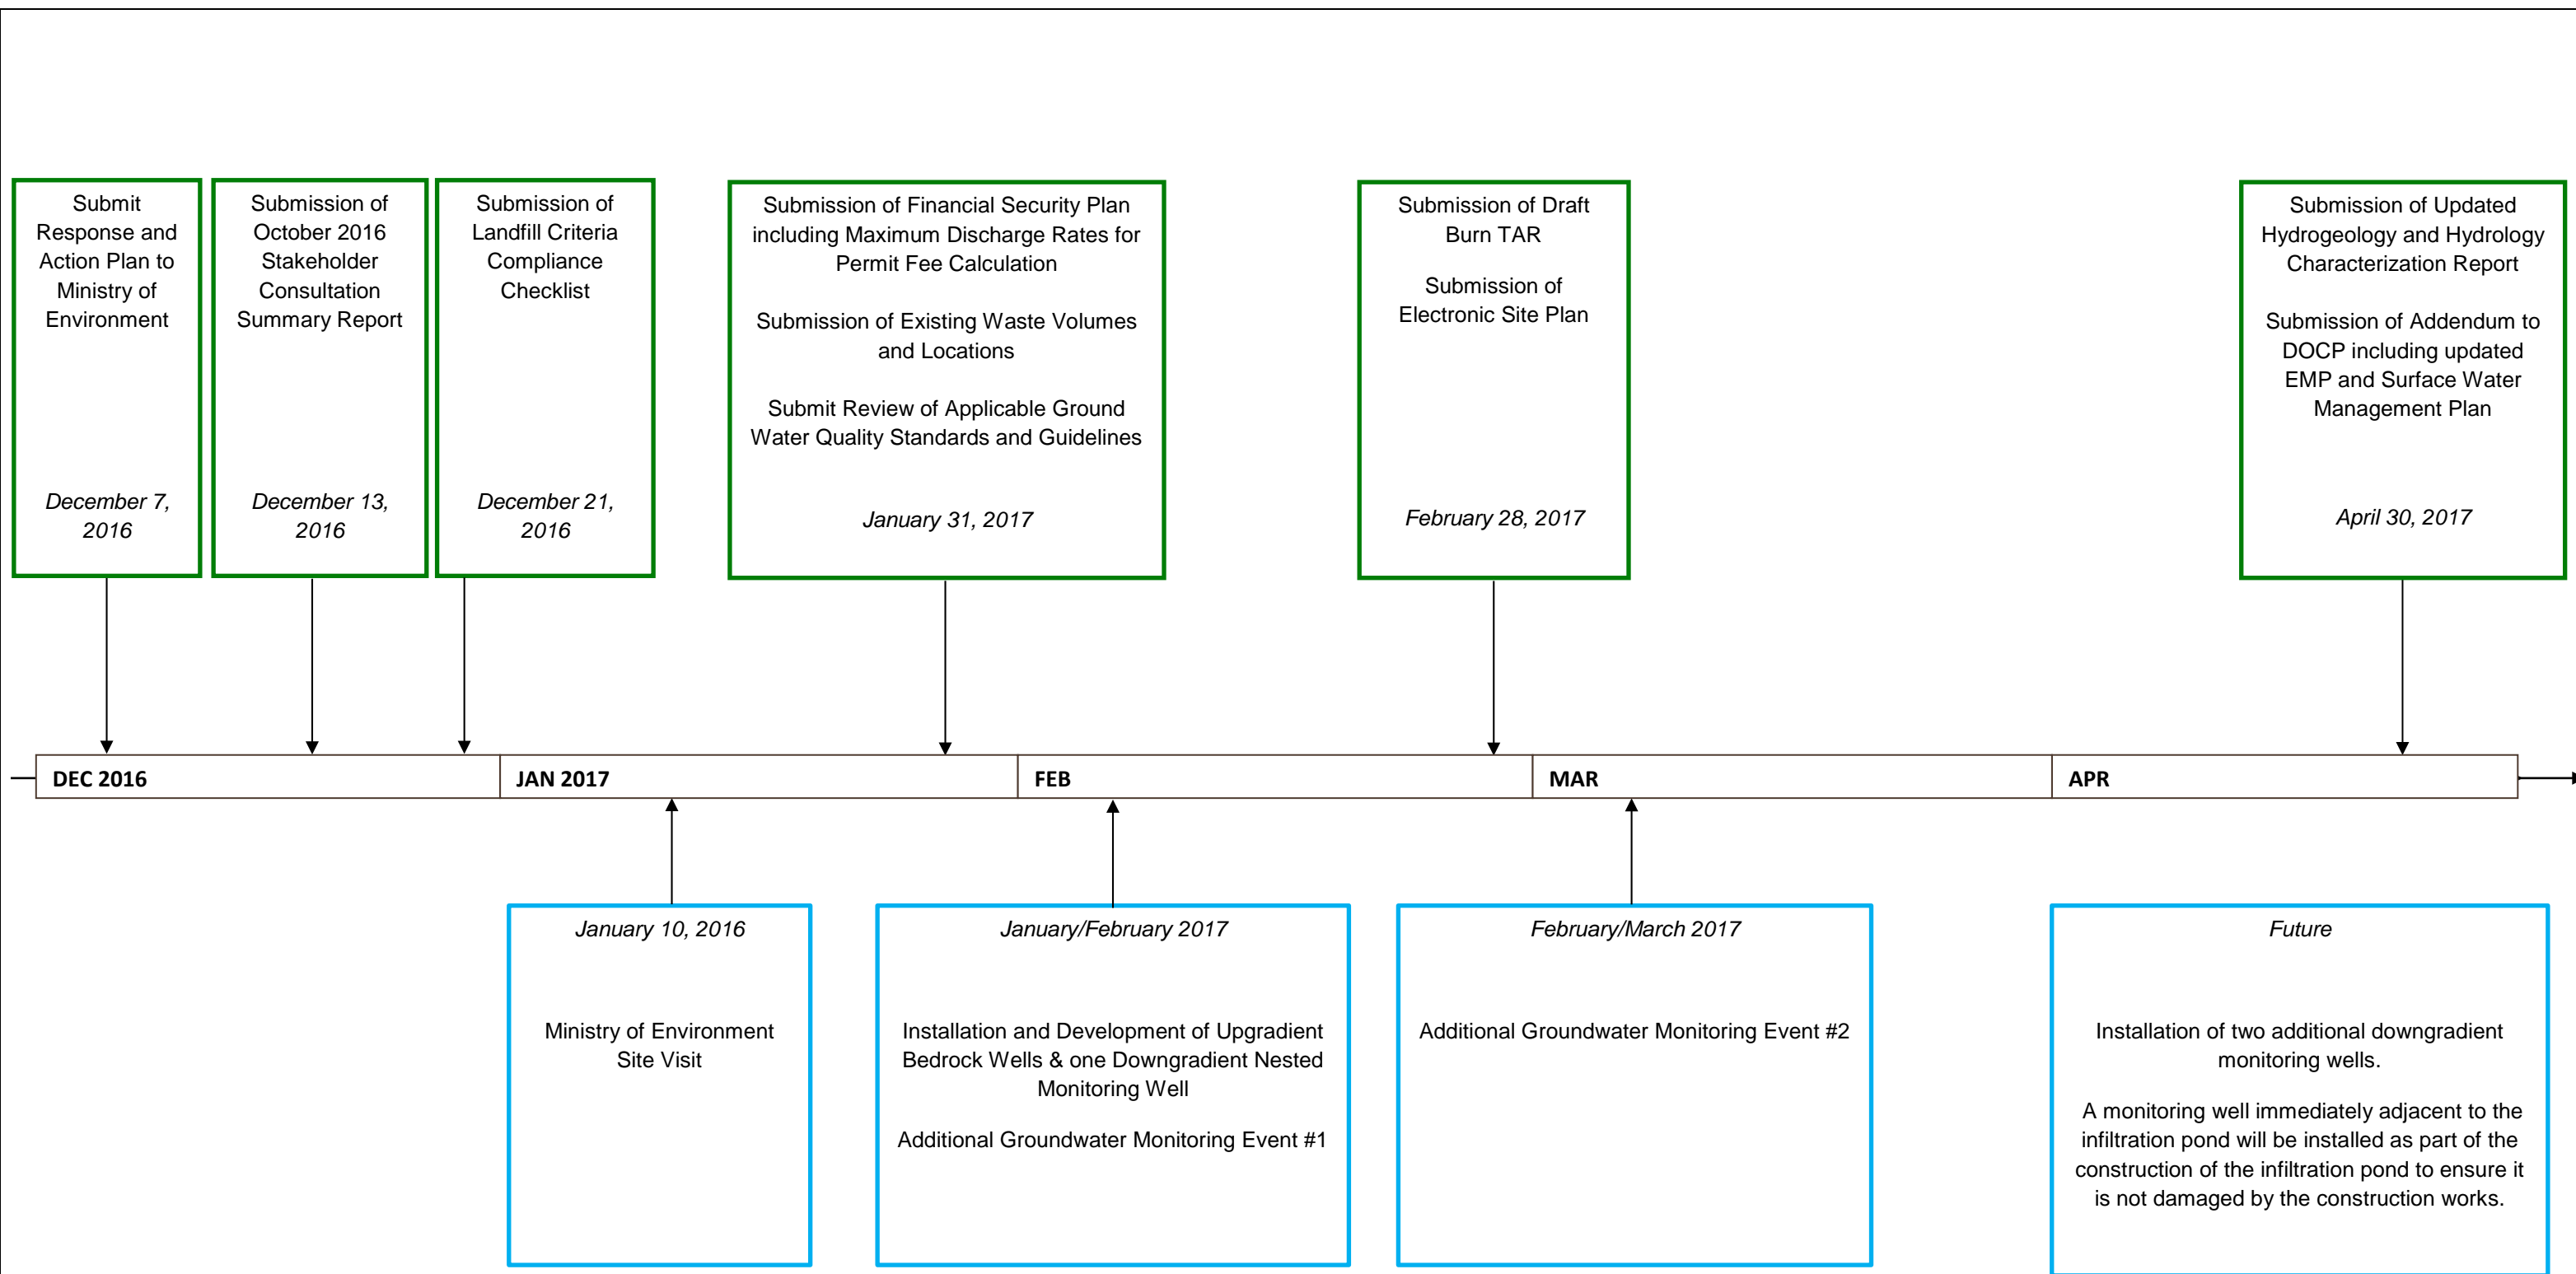 Submit
Response and
Action Plan to
Ministry of
Environment
December 7,
2016
Submission of
October 2016
Stakeholder
Consultation
Summary Report
December 13,
2016
Submission of
Landfill Criteria
Compliance
Checklist
December 21,
2016
Submission of Financial Security Plan
including Maximum Discharge Rates for
Permit Fee Calculation
Submission of Existing Waste Volumes
and Locations
Submit Review of Applicable Ground
Water Quality Standards and Guidelines
January 31, 2017
Submission of Draft
Burn TAR
Submission of
Electronic Site Plan
February 28, 2017
Submission of Updated
Hydrogeology and Hydrology
Characterization Report
Submission of Addendum to
DOCP including updated
EMP and Surface Water
Management Plan
April 30, 2017
DEC 2016
JAN 2017
FEB
MAR
APR
January 10, 2016
Ministry of Environment
Site Visit
January/February 2017
Installation and Development of Upgradient
Bedrock Wells & one Downgradient Nested
Monitoring Well
Additional Groundwater Monitoring Event #1
February/March 2017
Additional Groundwater Monitoring Event #2
Future
Installation of two additional downgradient
monitoring wells.
A monitoring well immediately adjacent to the
infiltration pond will be installed as part of the
construction of the infiltration pond to ensure it
is not damaged by the construction works.